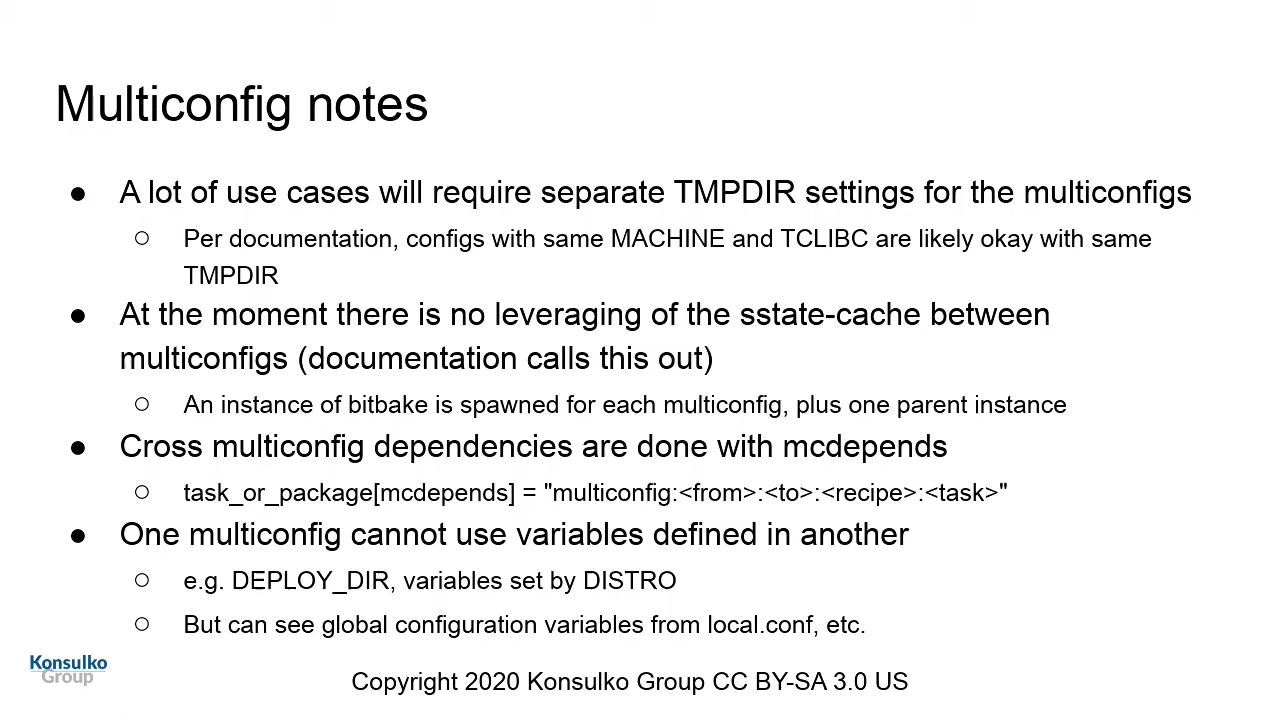 Multiconfig notes
● A lot of use cases will require separate TMPDIR settings for the multiconfigs
○ Per documentation, configs with same MACHINE and TCLIBC are likely okay with same
TMPDIR
● At the moment there is no leveraging of the sstate-cache between
multiconfigs (documentation calls this out)
○ An instance of bitbake is spawned for each multiconfig, plus one parent instance
● Cross multiconfig dependencies are done with mcdepends
○ task_or_package[mcdepends] = "multiconfig:<from>:<to>:<recipe>:<task>"
● One multiconfig cannot use variables defined in another
○ e.g. DEPLOY_DIR, variables set by DISTRO
○ But can see global configuration variables from local.conf, etc.
Konsulko
Group
Copyright 2020 Konsulko Group CC BY-SA 3.0 US